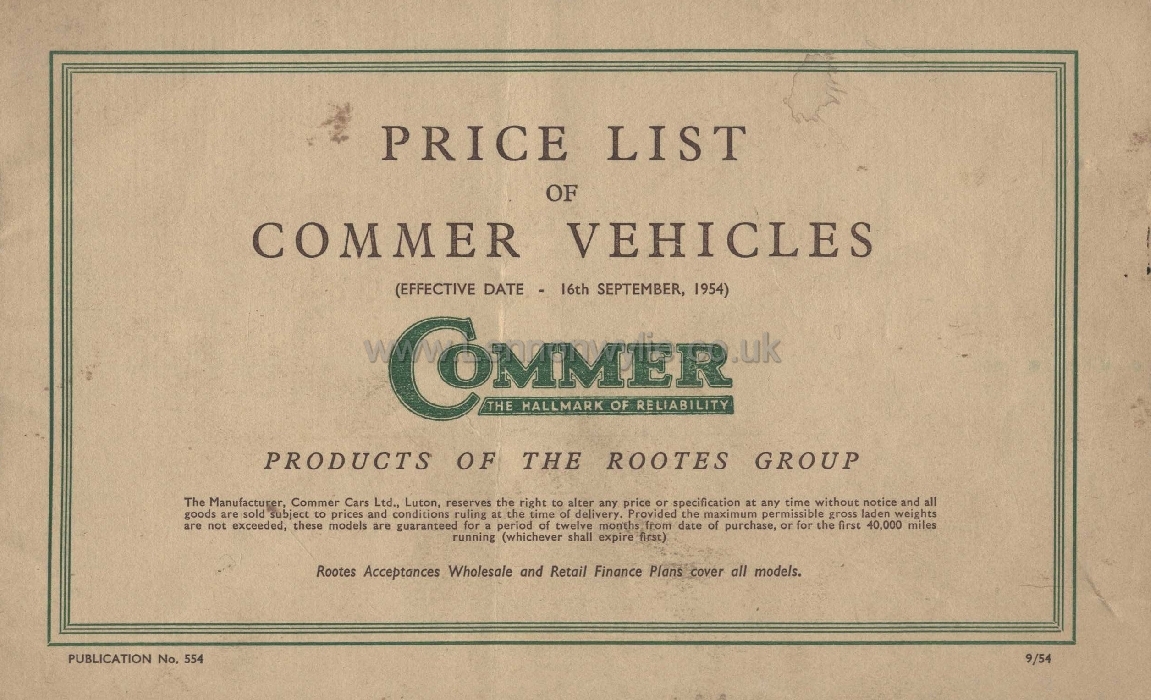 PRICE LIST
OF
COMMER VEHICLES
(EFFECTIVE DATE - 16th SEPTEMBER, 1954)
www.Lennonwylie.co.uk
COMMER
THE HALLMARK OF RELIABILITY
PRODUCTS OF THE ROOTES GROUP
The Manufacturer, Commer Cars Ltd., Luton, reserves the right to alter any price or specification at any time without notice and all
goods are sold subject to prices and conditions ruling at the time of delivery. Provided the maximum permissible gross laden weights
are not exceeded, these models are guaranteed for a period of twelve months from date of purchase, or for the first 40,000 miles
running (whichever shall expire first)
Rootes Acceptances Wholesale and Retail Finance Plans cover all models.
PUBLICATION No. 554
9/54